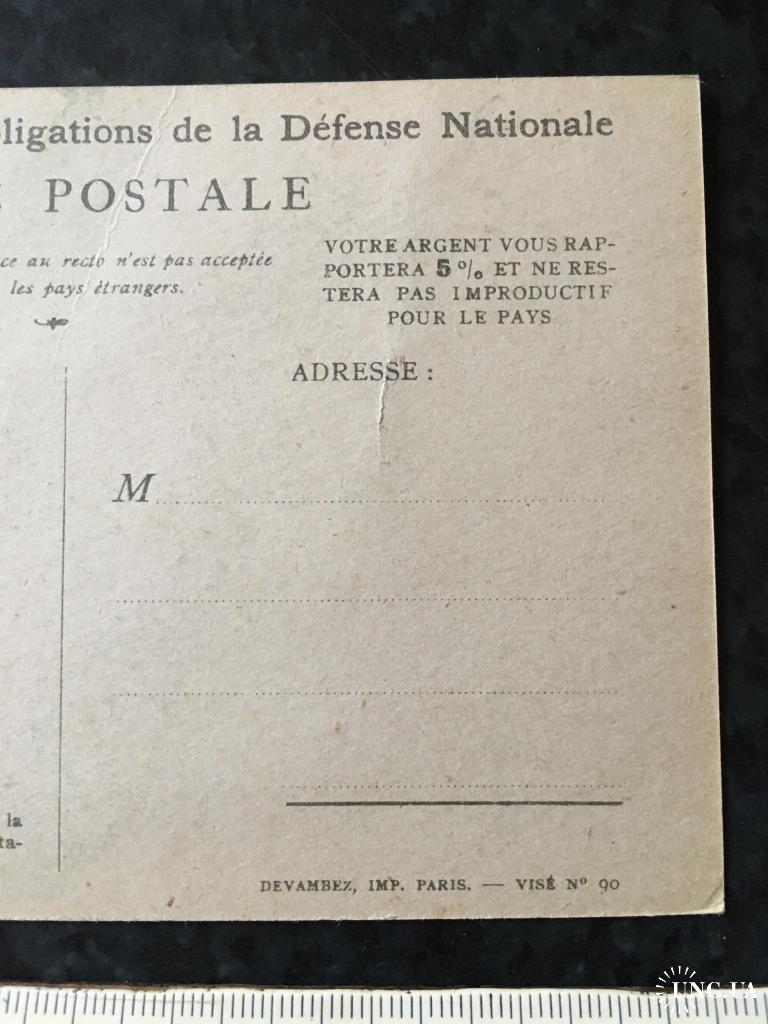 ligations de la Défense Nationale
POSTALE
ce au recto n'est pas acceptée
les pays étrangers.
VOTRE ARGENT VOUS RAP-
PORTERA 5 % ET NE RES-
TERA PAS IMPRODUCTIF
POUR LE PAYS
ADRESSE :
M
la
ta-
DEVAMBEZ, IMP. PARIS. — VISÉ Nº 90
UNC.UA